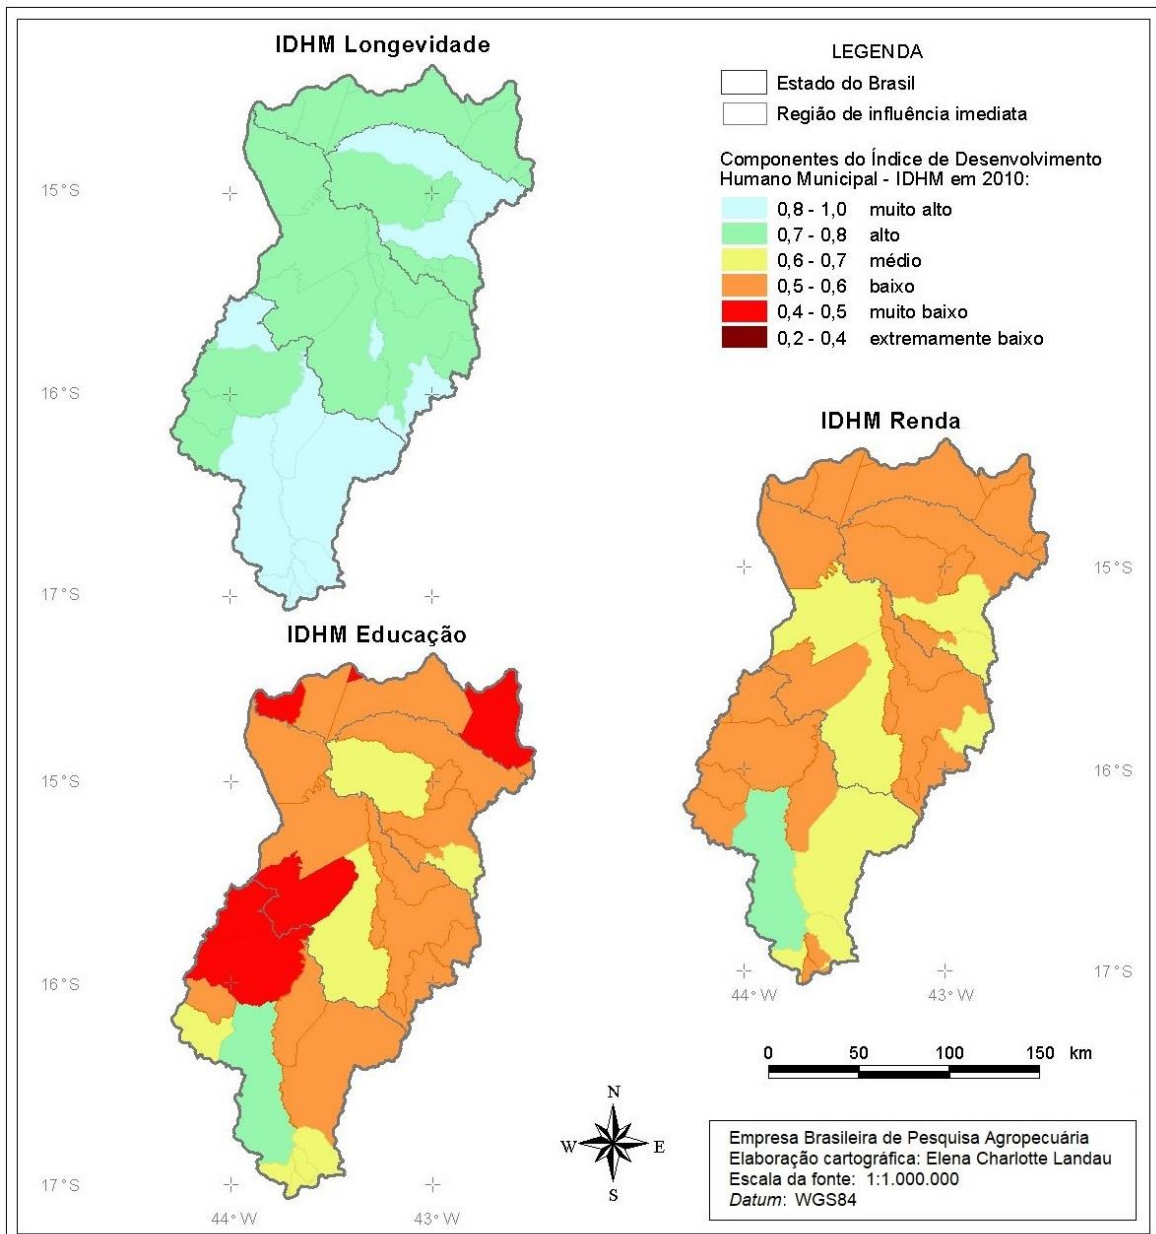 IDHM Longevidade
15°S
16°S
17°S
LEGENDA
Estado do Brasil
Região de influência imediata
Componentes do Índice de Desenvolvimento
Humano Municipal - IDHM em 2010:
0,8 - 1,0 muito alto
0,7 - 0,8 alto
0,6 - 0,7 médio
0,5 - 0,6 baixo
0,4 - 0,5 muito baixo
0,2 - 0,4 extremamente baixo
IDHM Renda
15°S
16°S
17°S
44°W 43°W
IDHM Educação
15°S
16°S
17°S
44°W 43°W
0 50 100 150 km
N
W E
S
Empresa Brasileira de Pesquisa Agropecuária
Elaboração cartográfica: Elena Charlotte Landau
Escala da fonte: 1:1.000.000
Datum: WGS84